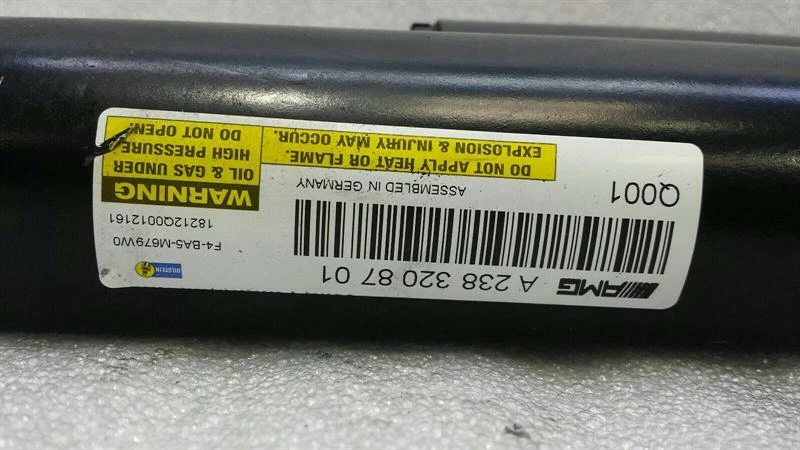 AMG A 238 320 87 01
Q001
ASSEMBLED IN GERMANY
DO NOT APPLY HEAT OR FLAME.
EXPLOSION & INJURY MAY OCCUR.
BILSTEIN
F4-BA5-M679W0
18212Q0012161
WARNING
OIL & GAS UNDER
HIGH PRESSURE.
DO NOT OPEN.